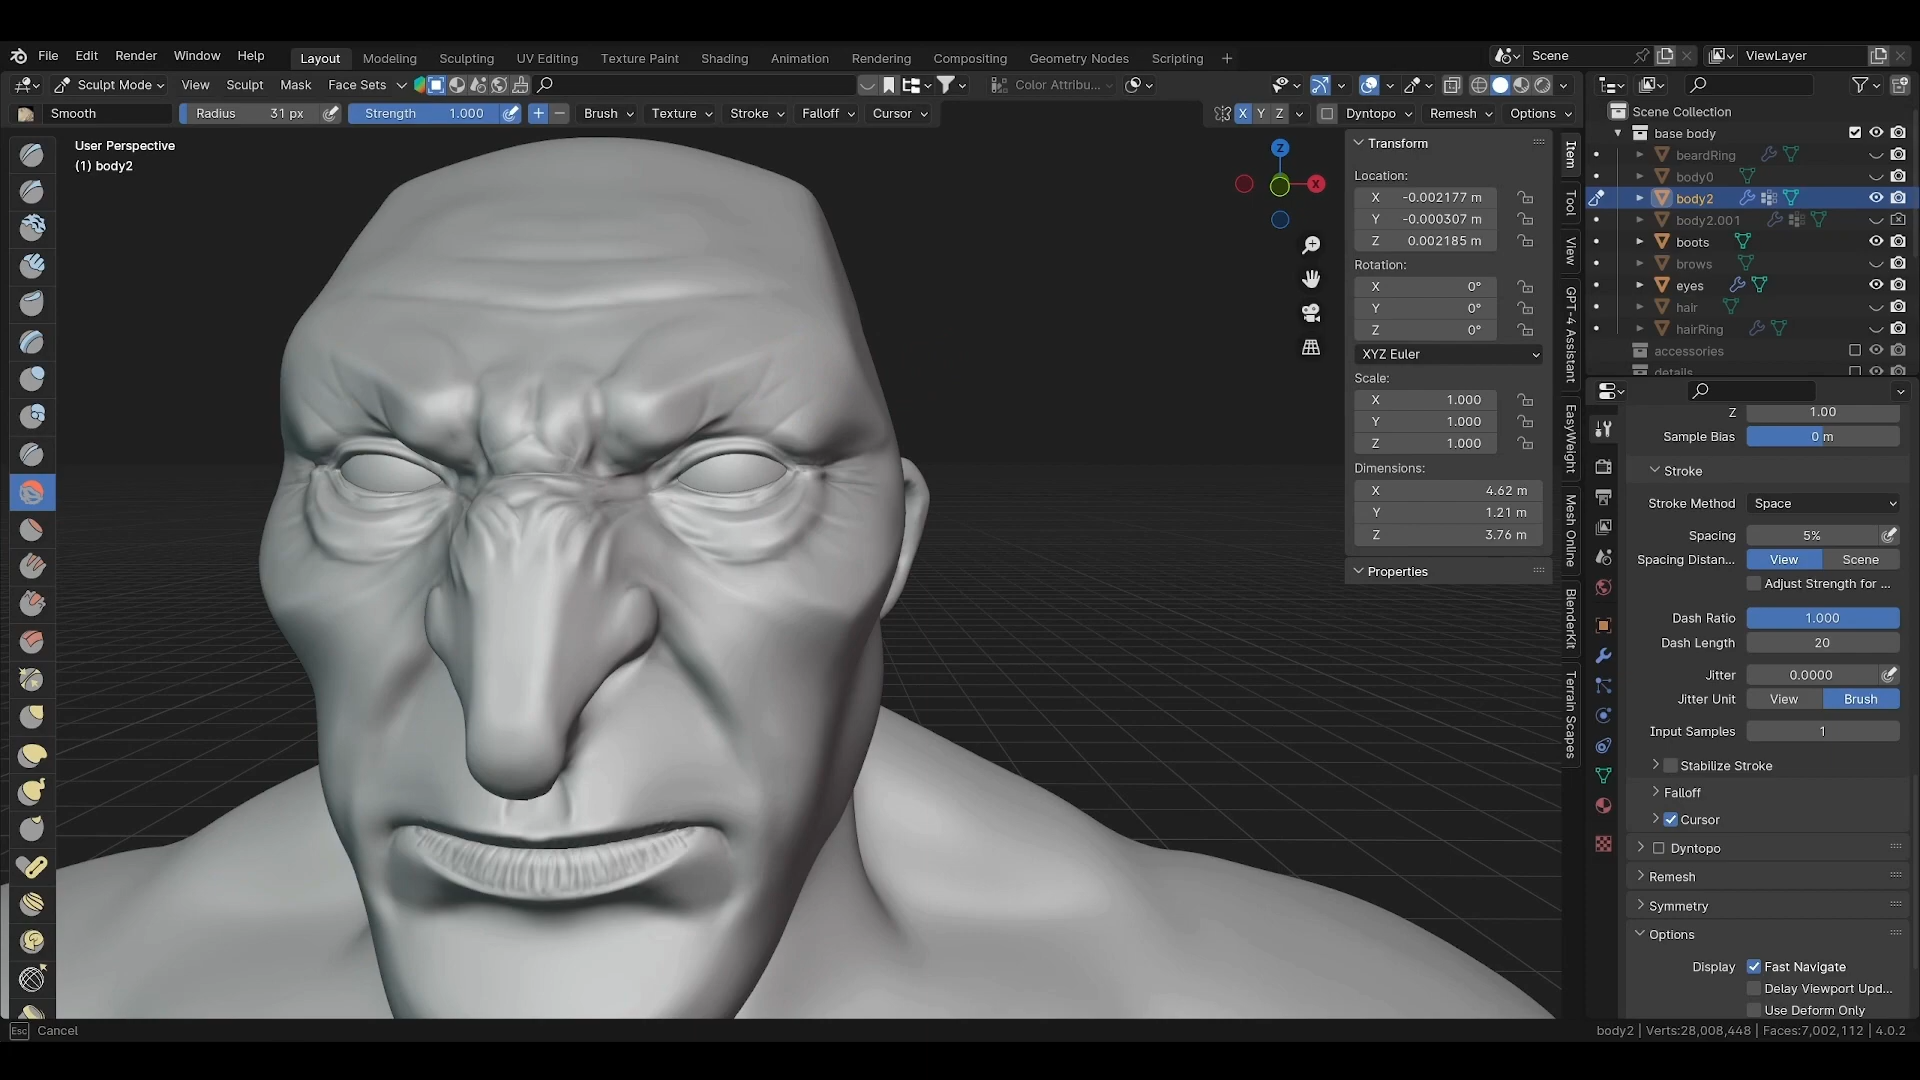 File Edit Render Window Help Layout Modeling Sculpting UV Editing Texture Paint Shading Animation Rendering Compositing Geometry Nodes Scripting + Scene ViewLayer
Sculpt Mode View Sculpt Mask Face Sets Color Attribu...
Smooth Radius 31 px Strength 1.000 + − Brush Texture Stroke Falloff Cursor X Y Z Dyntopo Remesh Options
User Perspective
(1) body2
Z
X
Transform
Location:
X -0.002177 m
Y -0.000307 m
Z 0.002185 m
Rotation:
X 0°
Y 0°
Z 0°
XYZ Euler
Scale:
X 1.000
Y 1.000
Z 1.000
Dimensions:
X 4.62 m
Y 1.21 m
Z 3.76 m
Properties
Item
Tool
View
GPT-4 Assistant
EasyWeight
Mesh Online
BlenderKit
Terrain Scapes
Scene Collection
base body
beardRing
body0
body2
body2.001
boots
brows
eyes
hair
hairRing
accessories
details
Z 1.00
Sample Bias 0 m
Stroke
Stroke Method Space
Spacing 5%
Spacing Distan... View Scene
Adjust Strength for ...
Dash Ratio 1.000
Dash Length 20
Jitter 0.0000
Jitter Unit View Brush
Input Samples 1
Stabilize Stroke
Falloff
Cursor
Dyntopo
Remesh
Symmetry
Options
Display Fast Navigate
Delay Viewport Upd...
Use Deform Only
Esc Cancel
body2 | Verts:28,008,448 | Faces:7,002,112 | 4.0.2